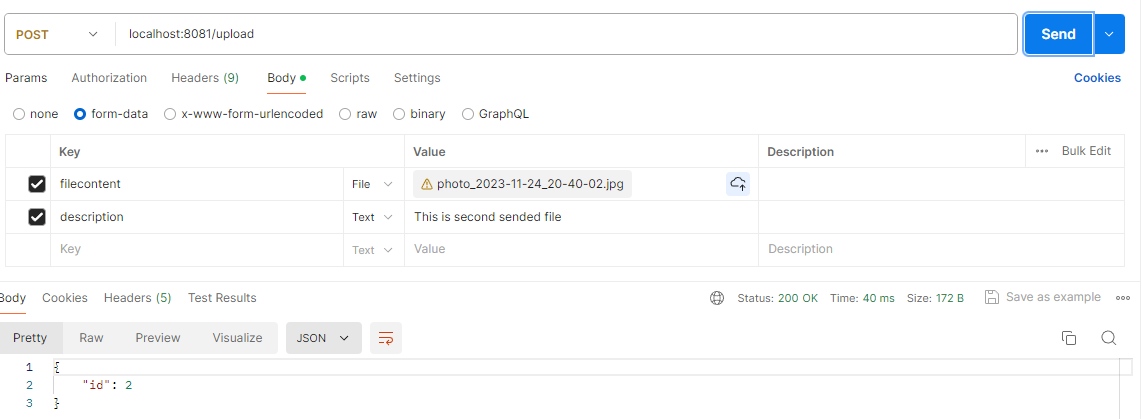 POST localhost:8081/upload Send
Params Authorization Headers (9) Body Scripts Settings Cookies
none form-data x-www-form-urlencoded raw binary GraphQL
Key Value Description Bulk Edit
filecontent File photo_2023-11-24_20-40-02.jpg
description Text This is second sended file
Key Text Value Description
Body Cookies Headers (5) Test Results Status: 200 OK Time: 40 ms Size: 172 B Save as example
Pretty Raw Preview Visualize JSON
1 {
2 "id": 2
3 }